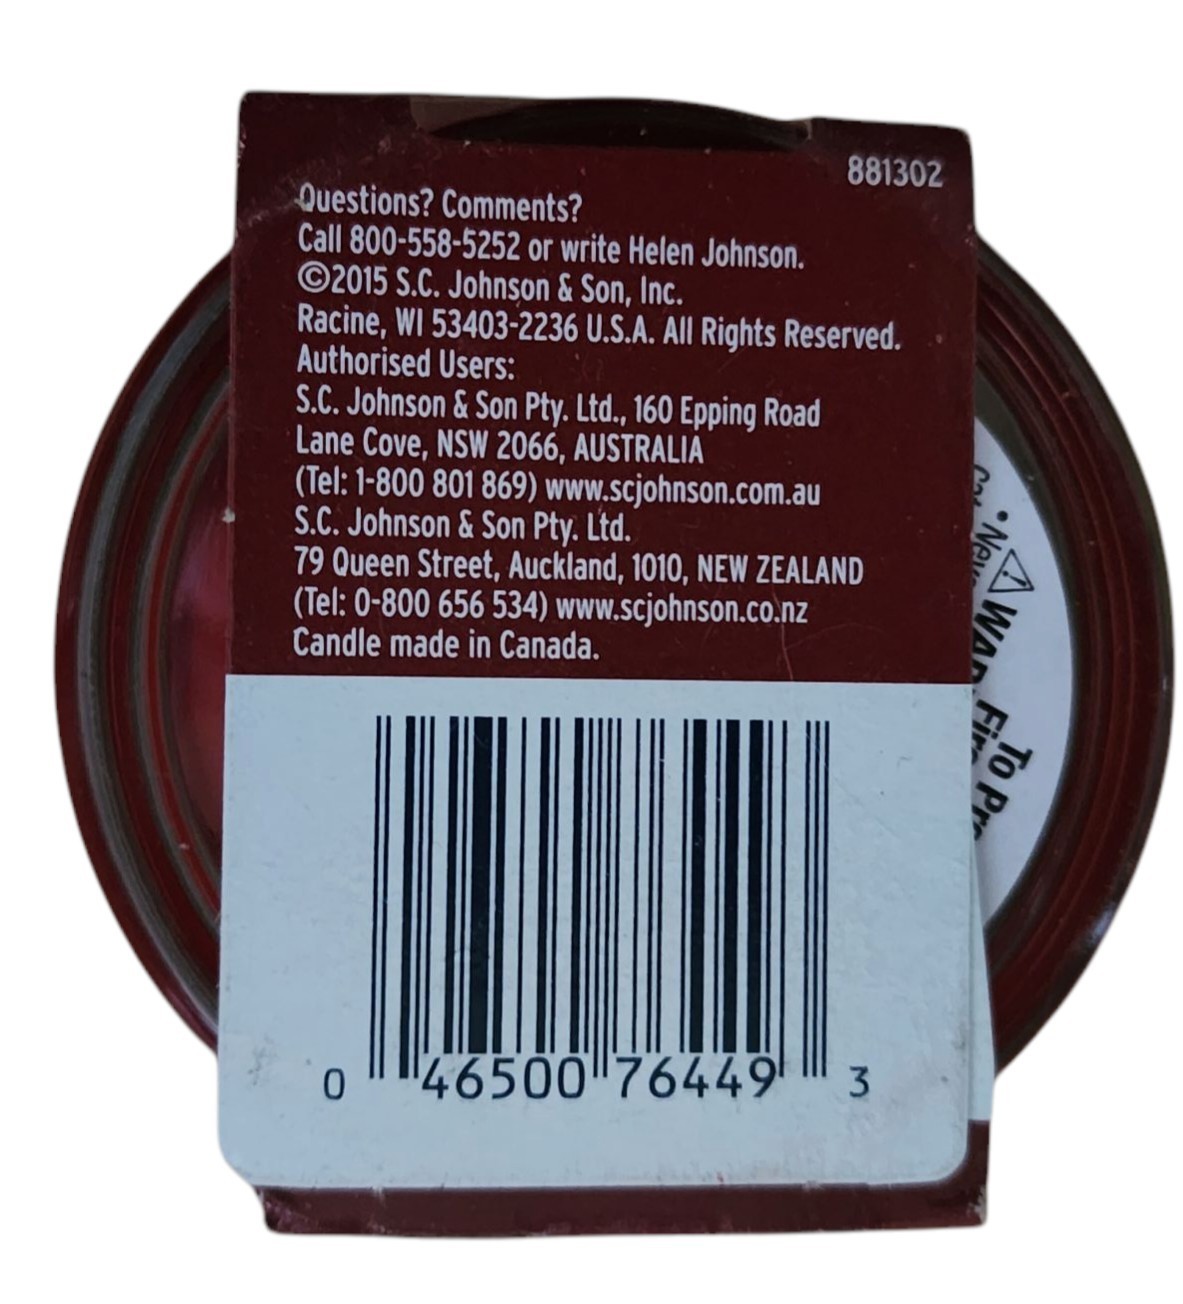 881302
Questions? Comments?
Call 800-558-5252 or write Helen Johnson.
©2015 S.C. Johnson & Son, Inc.
Racine, WI 53403-2236 U.S.A. All Rights Reserved.
Authorised Users:
S.C. Johnson & Son Pty. Ltd., 160 Epping Road
Lane Cove, NSW 2066, AUSTRALIA
(Tel: 1-800 801 869) www.scjohnson.com.au
S.C. Johnson & Son Pty. Ltd.
79 Queen Street, Auckland, 1010, NEW ZEALAND
(Tel: 0-800 656 534) www.scjohnson.co.nz
Candle made in Canada.
0 46500 76449 3
To